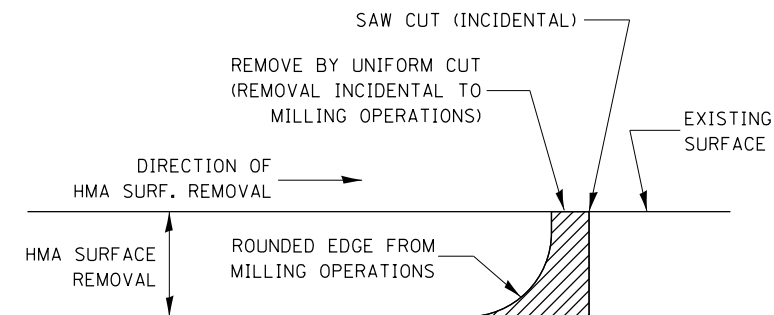 SAW CUT (INCIDENTAL)
REMOVE BY UNIFORM CUT
(REMOVAL INCIDENTAL TO
MILLING OPERATIONS)
EXISTING
SURFACE
DIRECTION OF
HMA SURF. REMOVAL
HMA SURFACE
REMOVAL
ROUNDED EDGE FROM
MILLING OPERATIONS